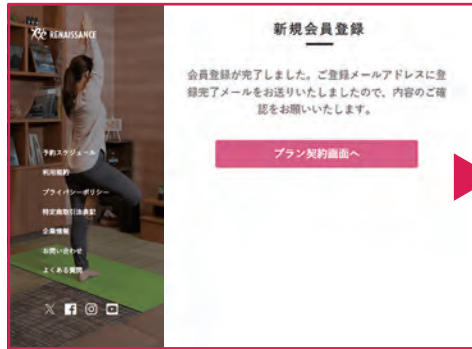 RENAISSANCE
予約スケジュール
利用規約
プライバシーポリシー
特定商取引法表記
企業情報
お問い合わせ
よくある質問
新規会員登録
会員登録が完了しました。ご登録メールアドレスに登
録完了メールをお送りいたしましたので、内容のご確
認をお願いいたします。
プラン契約画面へ